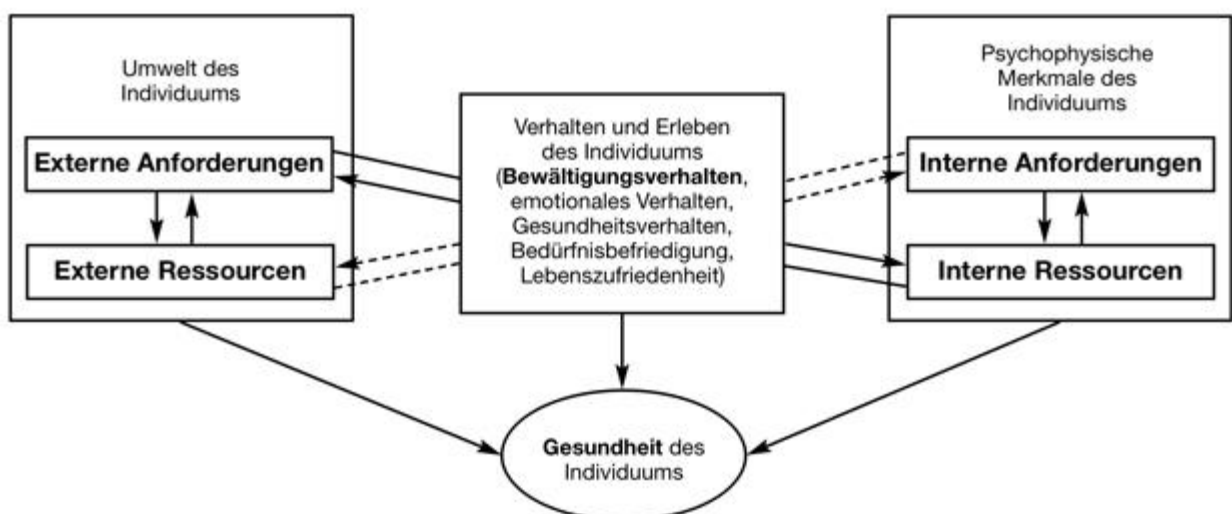 Umwelt des
Individuums
Externe Anforderungen
Externe Ressourcen
Verhalten und Erleben
des Individuums
(Bewältigungsverhalten,
emotionales Verhalten,
Gesundheitsverhalten,
Bedürfnisbefriedigung,
Lebenszufriedenheit)
Psychophysische
Merkmale des
Individuums
Interne Anforderungen
Interne Ressourcen
Gesundheit des
Individuums